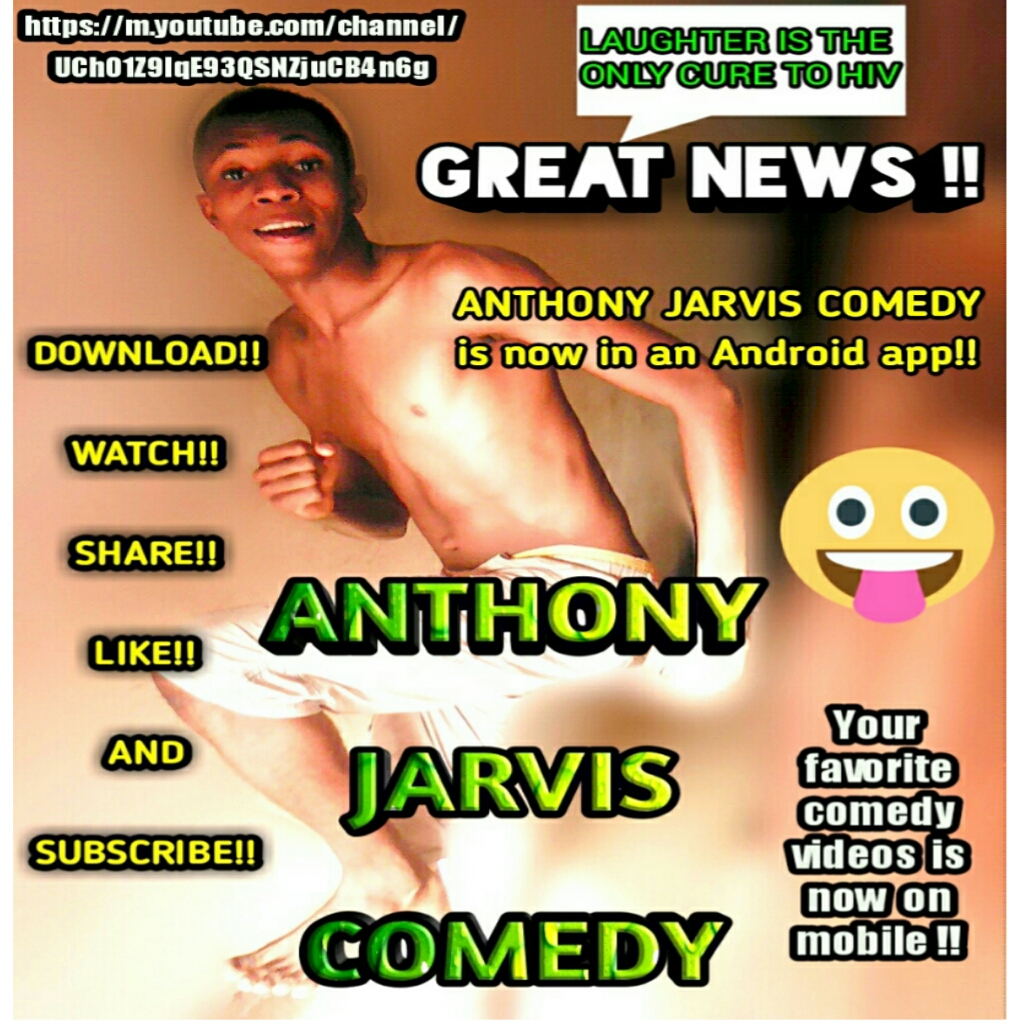 https://m.youtube.com/channel/
UCh01Z9IqE93QSNZjuCB4n6g
LAUGHTER IS THE
ONLY CURE TO HIV
GREAT NEWS !!
ANTHONY JARVIS COMEDY
is now in an Android app!!
DOWNLOAD!!
WATCH!!
SHARE!!
LIKE!!
AND
SUBSCRIBE!!
ANTHONY
JARVIS
COMEDY
Your
favorite
comedy
videos is
now on
mobile !!